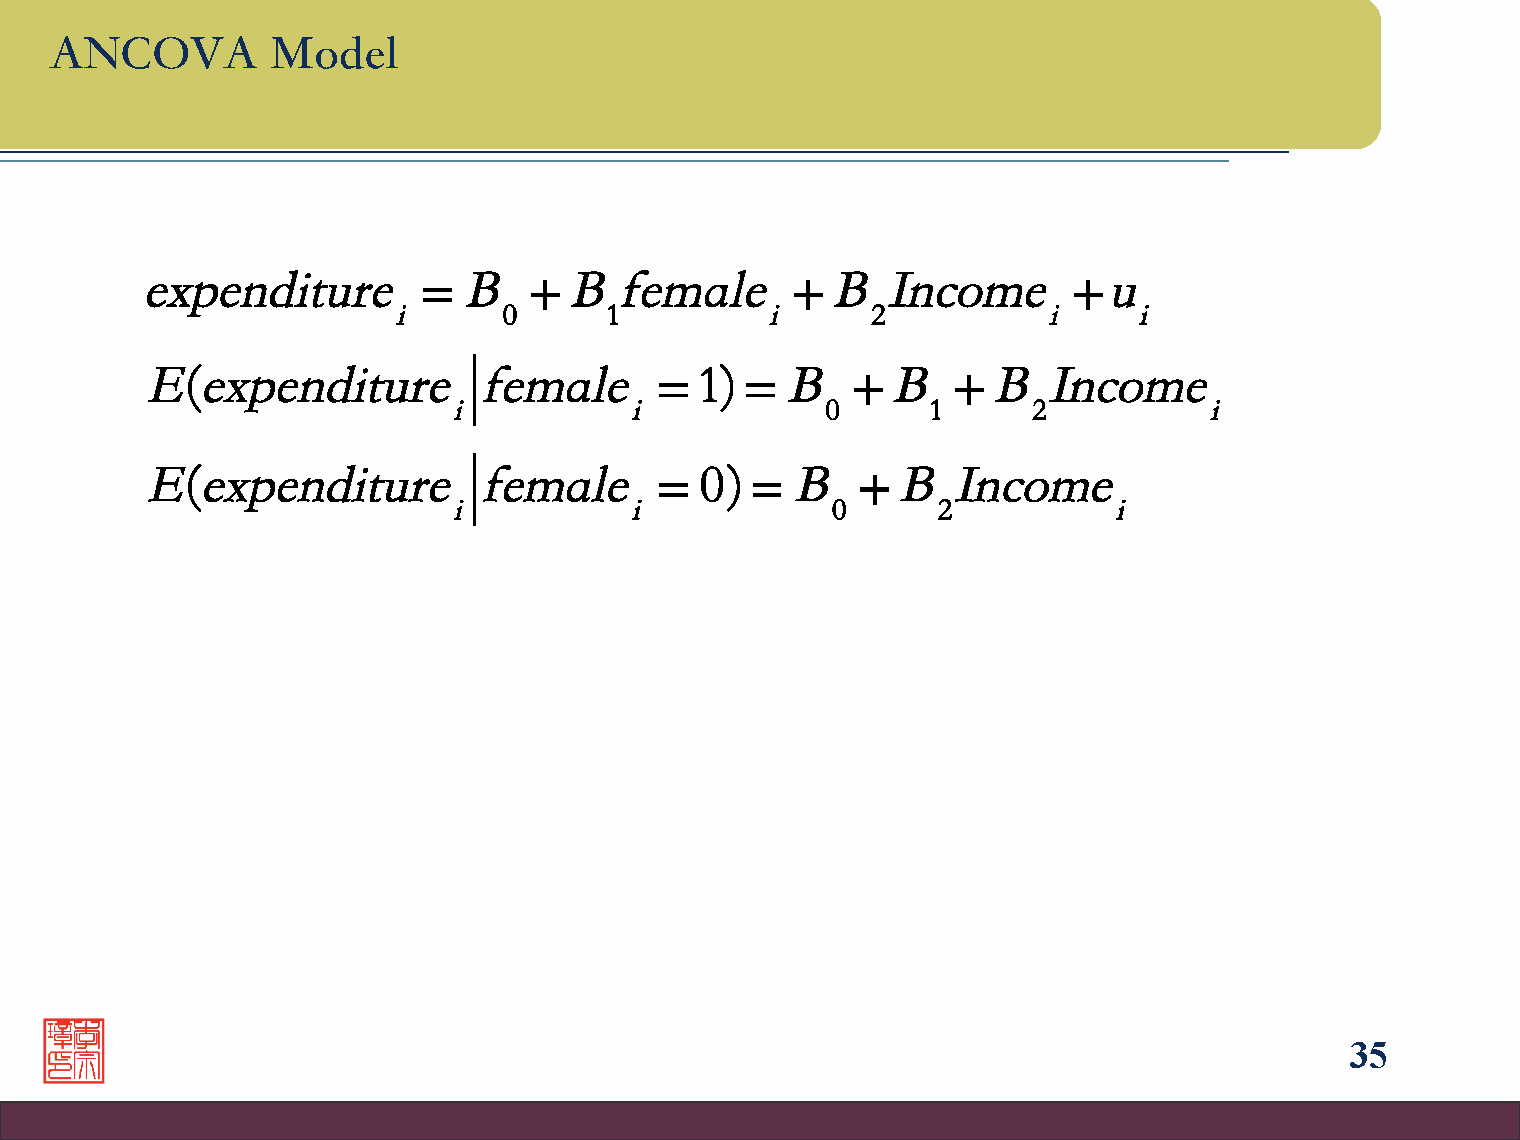 ANCOVA Model
expenditure_i = B_0 + B_1 female_i + B_2 Income_i + u_i
E(expenditure_i | female_i = 1) = B_0 + B_1 + B_2 Income_i
E(expenditure_i | female_i = 0) = B_0 + B_2 Income_i
35